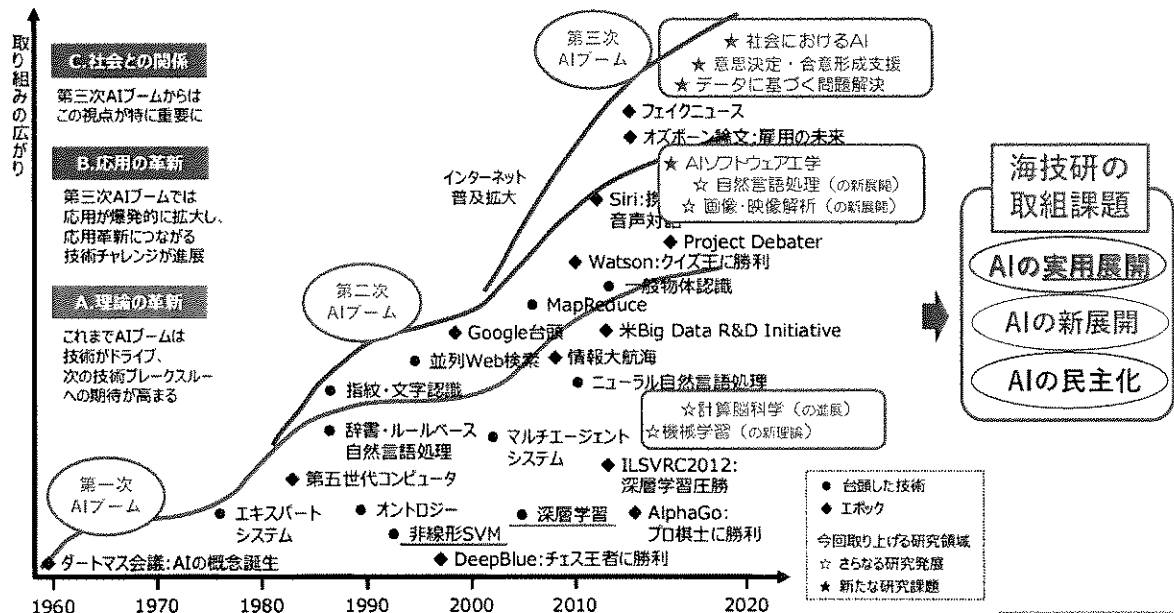 取り組みの広がり
C.社会との関係
第三次AIブームからは
この視点が特に重要に
B.応用の革新
第三次AIブームでは
応用が爆発的に拡大し、
応用革新につながる
技術チャレンジが進展
A.理論の革新
これまでAIブームは
技術がドライブ、
次の技術ブレークスルー
への期待が高まる
第一次
AIブーム
第二次
AIブーム
第三次
AIブーム
インターネット
普及拡大
★ 社会におけるAI
★ 意思決定・合意形成支援
★ データに基づく問題解決
◆ フェイクニュース
◆ オズボーン論文:雇用の未来
★ AIソフトウェア工学
☆ 自然言語処理(の新展開)
☆ 画像・映像解析(の新展開)
◆ Siri:
音声対話
◆ Project Debater
◆ Watson:クイズ王に勝利
● 一般物体認識
● MapReduce
◆ Google台頭
◆ 米Big Data R&D Initiative
● 並列Web検索
◆ 情報大航海
● 指紋・文字認識
● ニューラル自然言語処理
☆計算脳科学(の進展)
☆機械学習(の新理論)
● 辞書・ルールベース
自然言語処理
● マルチエージェント
システム
◆ 第五世代コンピュータ
◆ ILSVRC2012:
深層学習圧勝
● エキスパート
システム
● オントロジー
● 非線形SVM
● 深層学習
◆ AlphaGo:
プロ棋士に勝利
◆ ダートマス会議:AIの概念誕生
◆ DeepBlue:チェス王者に勝利
1960 1970 1980 1990 2000 2010 2020
海技研の
取組課題
AIの実用展開
AIの新展開
AIの民主化
● 台頭した技術
◆ エポック
今回取り上げる研究領域
☆ さらなる研究発展
★ 新たな研究課題